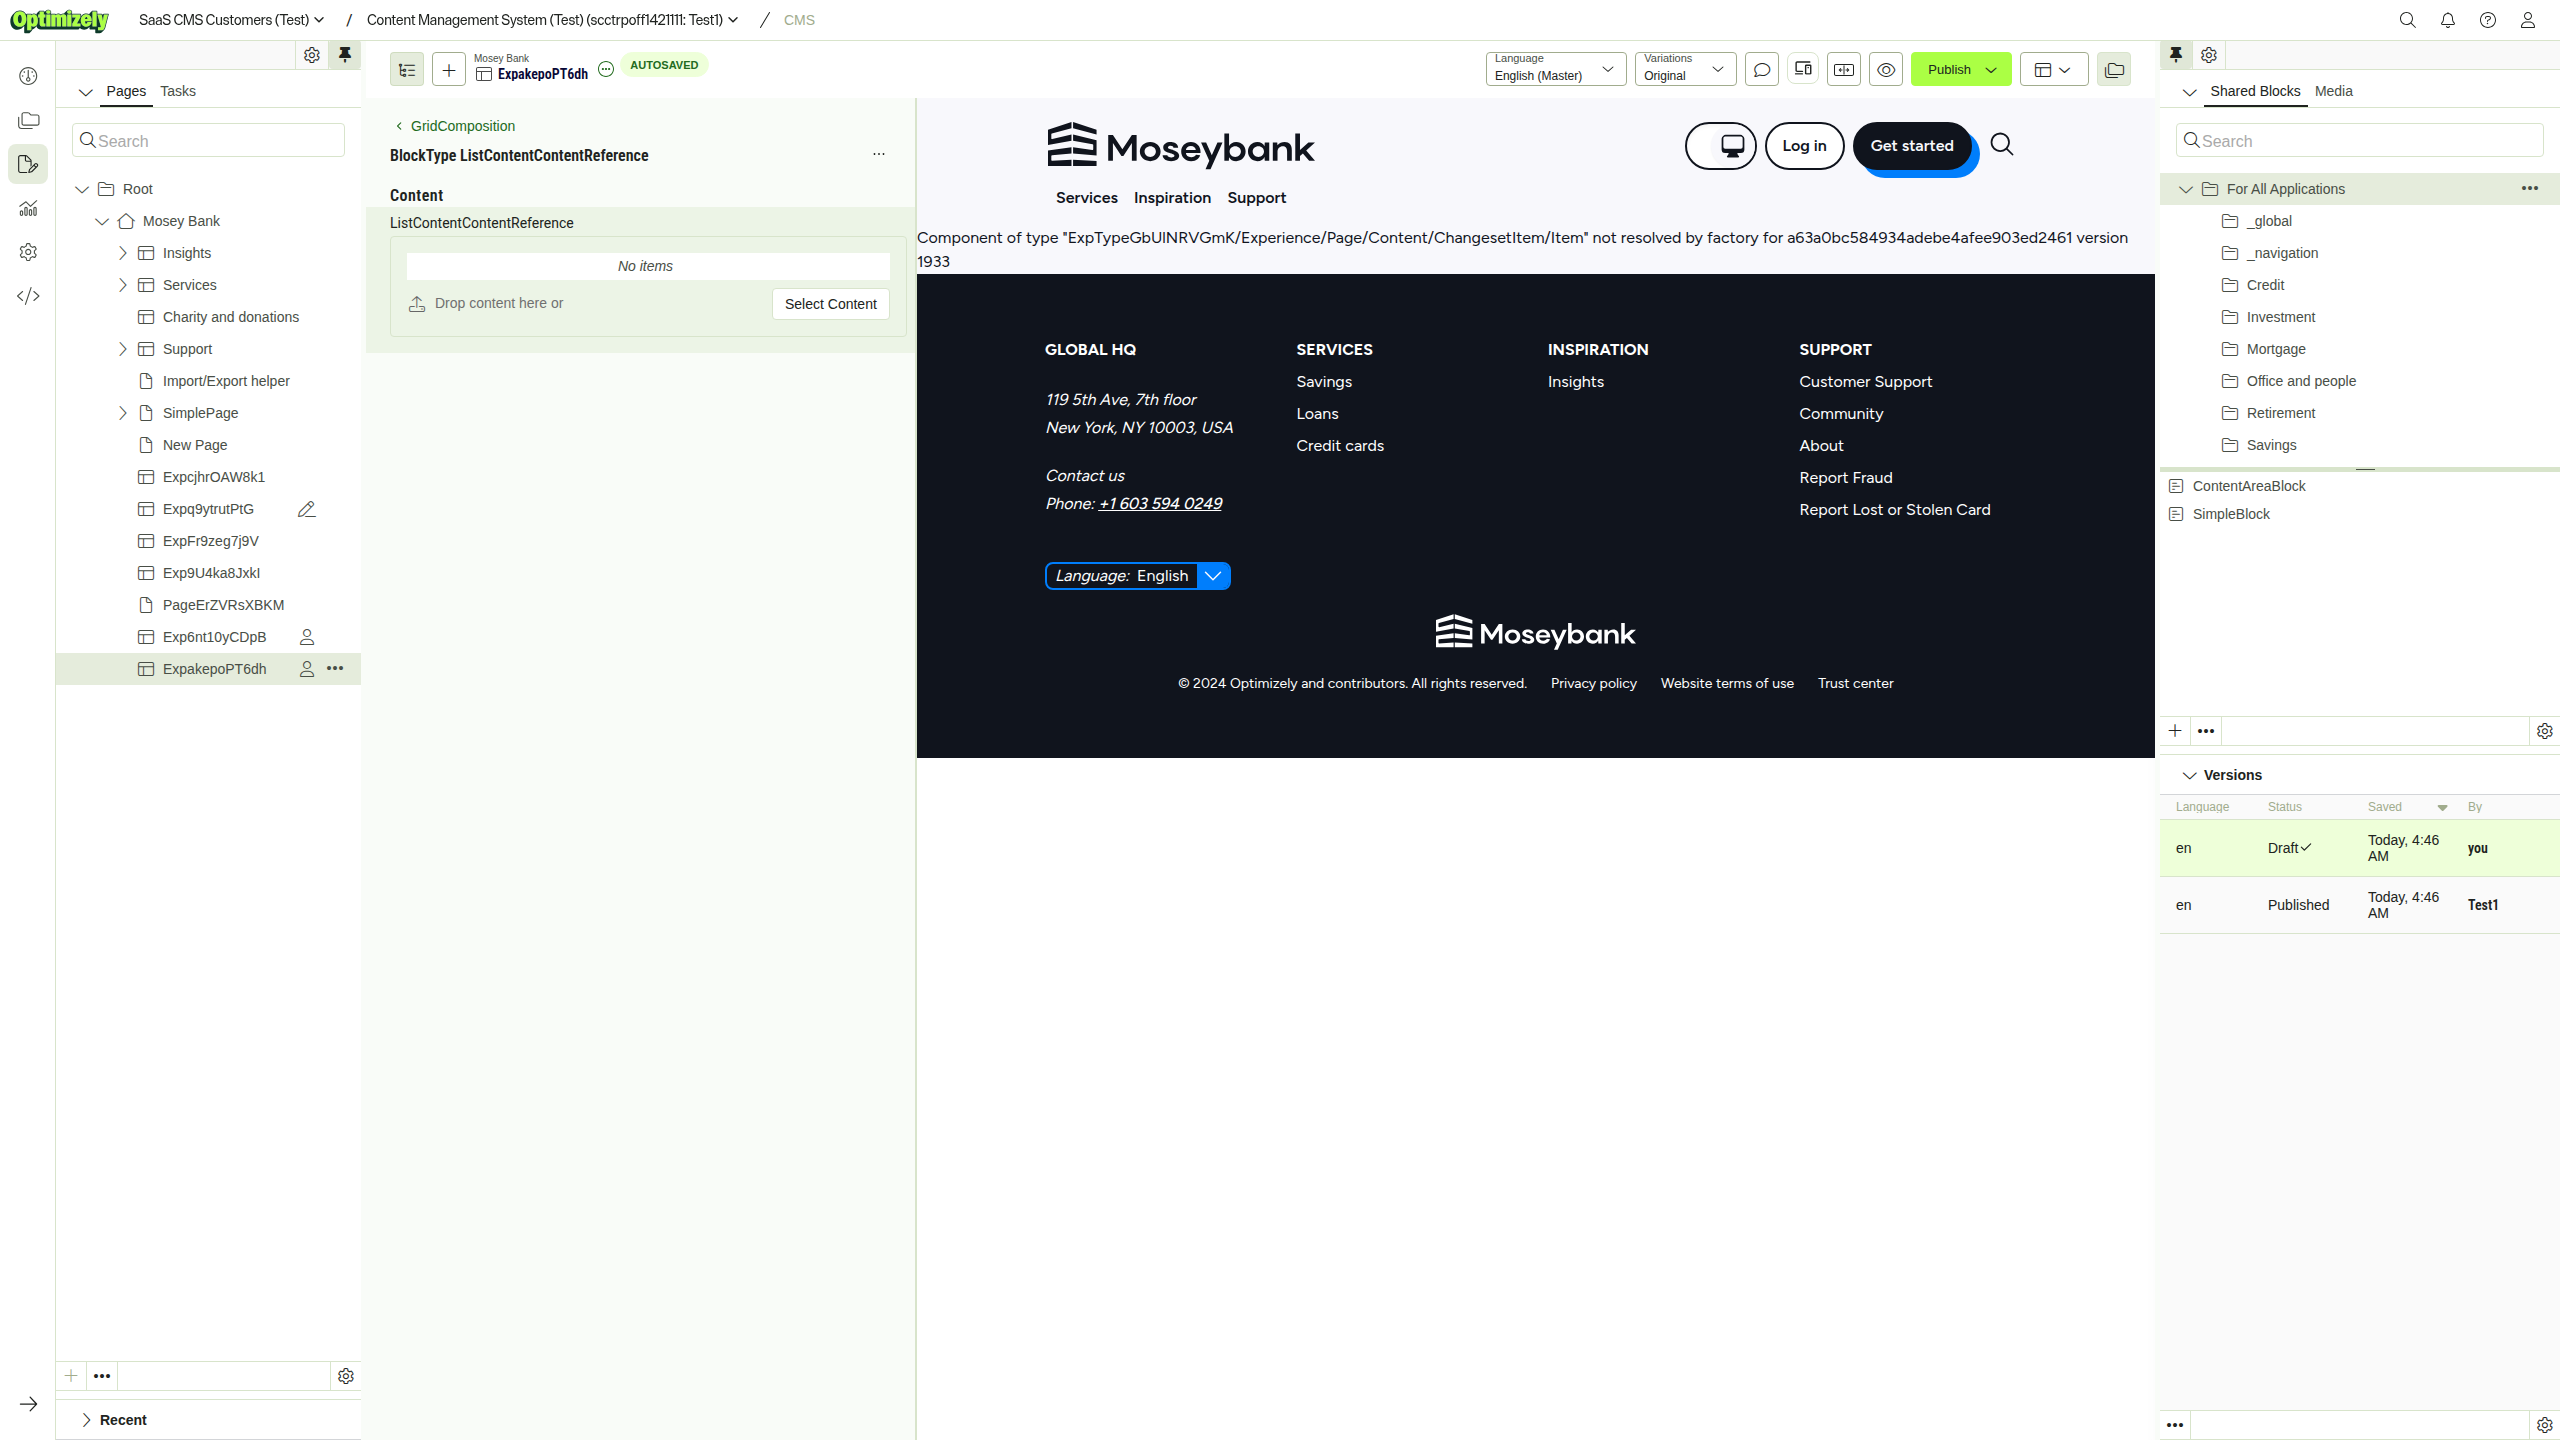 Optimizely
SaaS CMS Customers (Test) / Content Management System (Test) (scctrpoff1421111: Test1) / CMS
Pages Tasks
Search
Root
Mosey Bank
Insights
Services
Charity and donations
Support
Import/Export helper
SimplePage
New Page
ExpcjhrOAW8k1
Expq9ytrutPtG
ExpFr9zeg7j9V
Exp9U4ka8JxkI
PageErZVRsXBKM
Exp6nt10yCDpB
ExpakepoPT6dh
Recent
Mosey Bank
ExpakepoPT6dh
AUTOSAVED
Language
English (Master)
Variations
Original
Publish
GridComposition
BlockType ListContentContentReference
Content
ListContentContentReference
No items
Drop content here or
Select Content
Moseybank
Log in
Get started
Services Inspiration Support
Component of type "ExpTypeGbUlNRVGmK/Experience/Page/Content/ChangesetItem/Item" not resolved by factory for a63a0bc584934adebe4afee903ed2461 version
1933
GLOBAL HQ
119 5th Ave, 7th floor
New York, NY 10003, USA
Contact us
Phone: +1 603 594 0249
SERVICES
Savings
Loans
Credit cards
INSPIRATION
Insights
SUPPORT
Customer Support
Community
About
Report Fraud
Report Lost or Stolen Card
Language: English
Moseybank
© 2024 Optimizely and contributors. All rights reserved. Privacy policy Website terms of use Trust center
Shared Blocks Media
Search
For All Applications
_global
_navigation
Credit
Investment
Mortgage
Office and people
Retirement
Savings
ContentAreaBlock
SimpleBlock
Versions
Language Status Saved By
en Draft Today, 4:46 AM you
en Published Today, 4:46 AM Test1